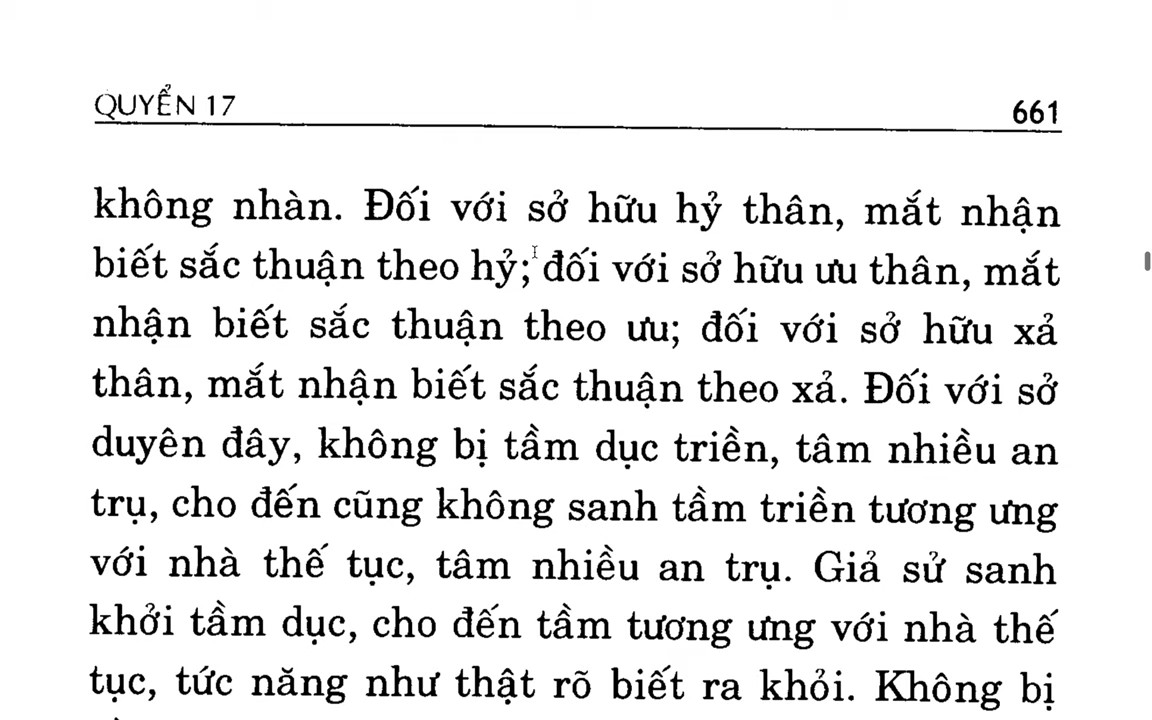 QUYỂN 17 661
không nhàn. Đối với sở hữu hỷ thân, mắt nhận
biết sắc thuận theo hỷ; đối với sở hữu ưu thân, mắt
nhận biết sắc thuận theo ưu; đối với sở hữu xả
thân, mắt nhận biết sắc thuận theo xả. Đối với sở
duyên đây, không bị tầm dục triền, tâm nhiều an
trụ, cho đến cũng không sanh tầm triền tương ưng
với nhà thế tục, tâm nhiều an trụ. Giả sử sanh
khởi tầm dục, cho đến tầm tương ưng với nhà thế
tục, tức năng như thật rõ biết ra khỏi. Không bị